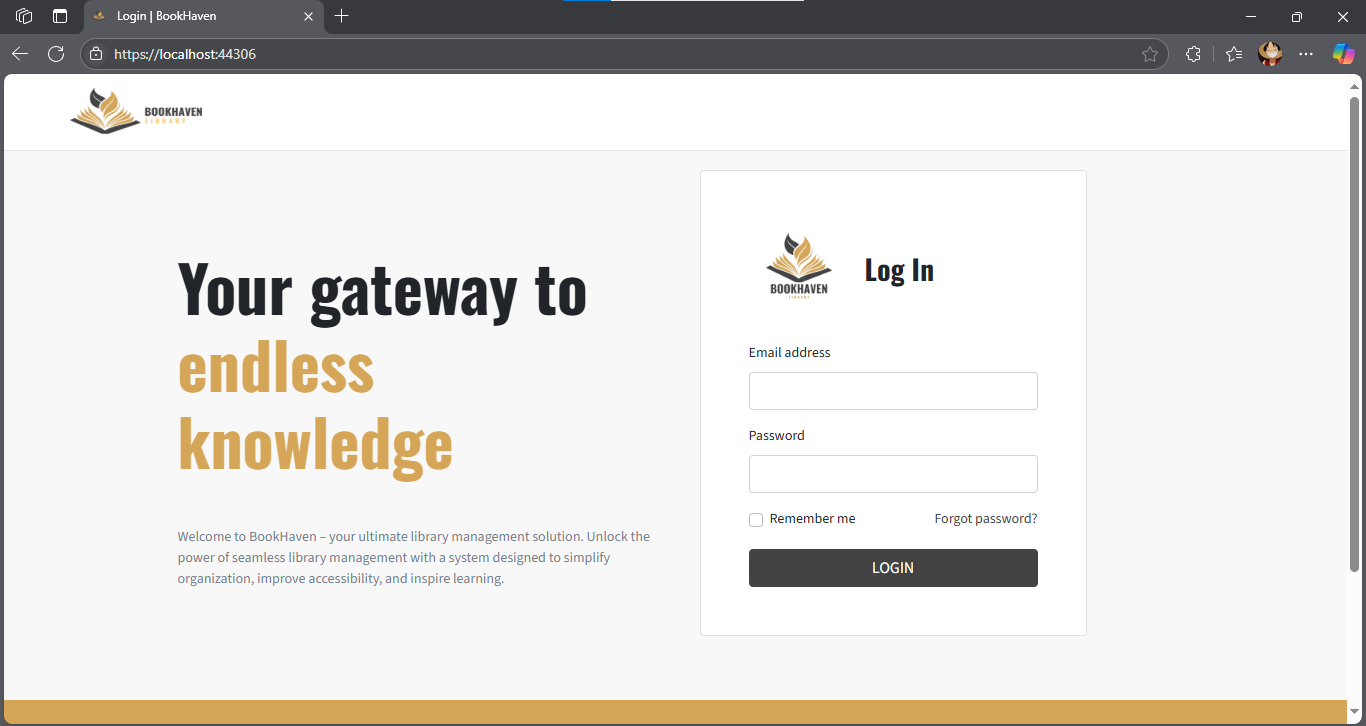 Login | BookHaven
https://localhost:44306
BOOKHAVEN
LIBRARY
Your gateway to
endless
knowledge
Welcome to BookHaven – your ultimate library management solution. Unlock the
power of seamless library management with a system designed to simplify
organization, improve accessibility, and inspire learning.
BOOKHAVEN
LIBRARY
Log In
Email address
Password
Remember me
Forgot password?
LOGIN